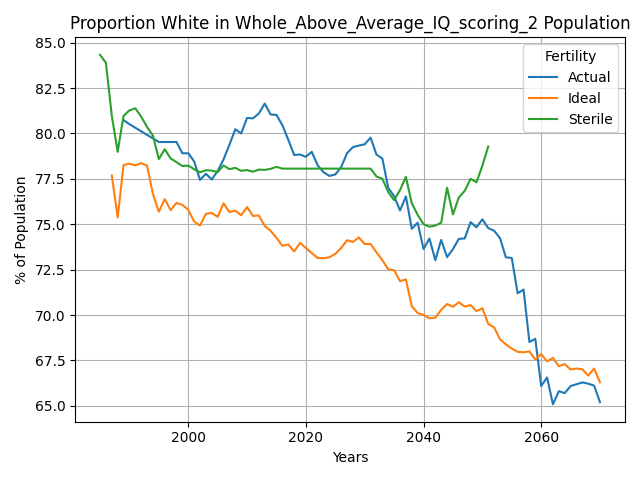 Proportion White in Whole_Above_Average_IQ_scoring_2 Population
85.0
82.5
80.0
77.5
75.0
72.5
70.0
67.5
65.0
% of Population
Fertility
Actual
Ideal
Sterile
2000 2020 2040 2060
Years